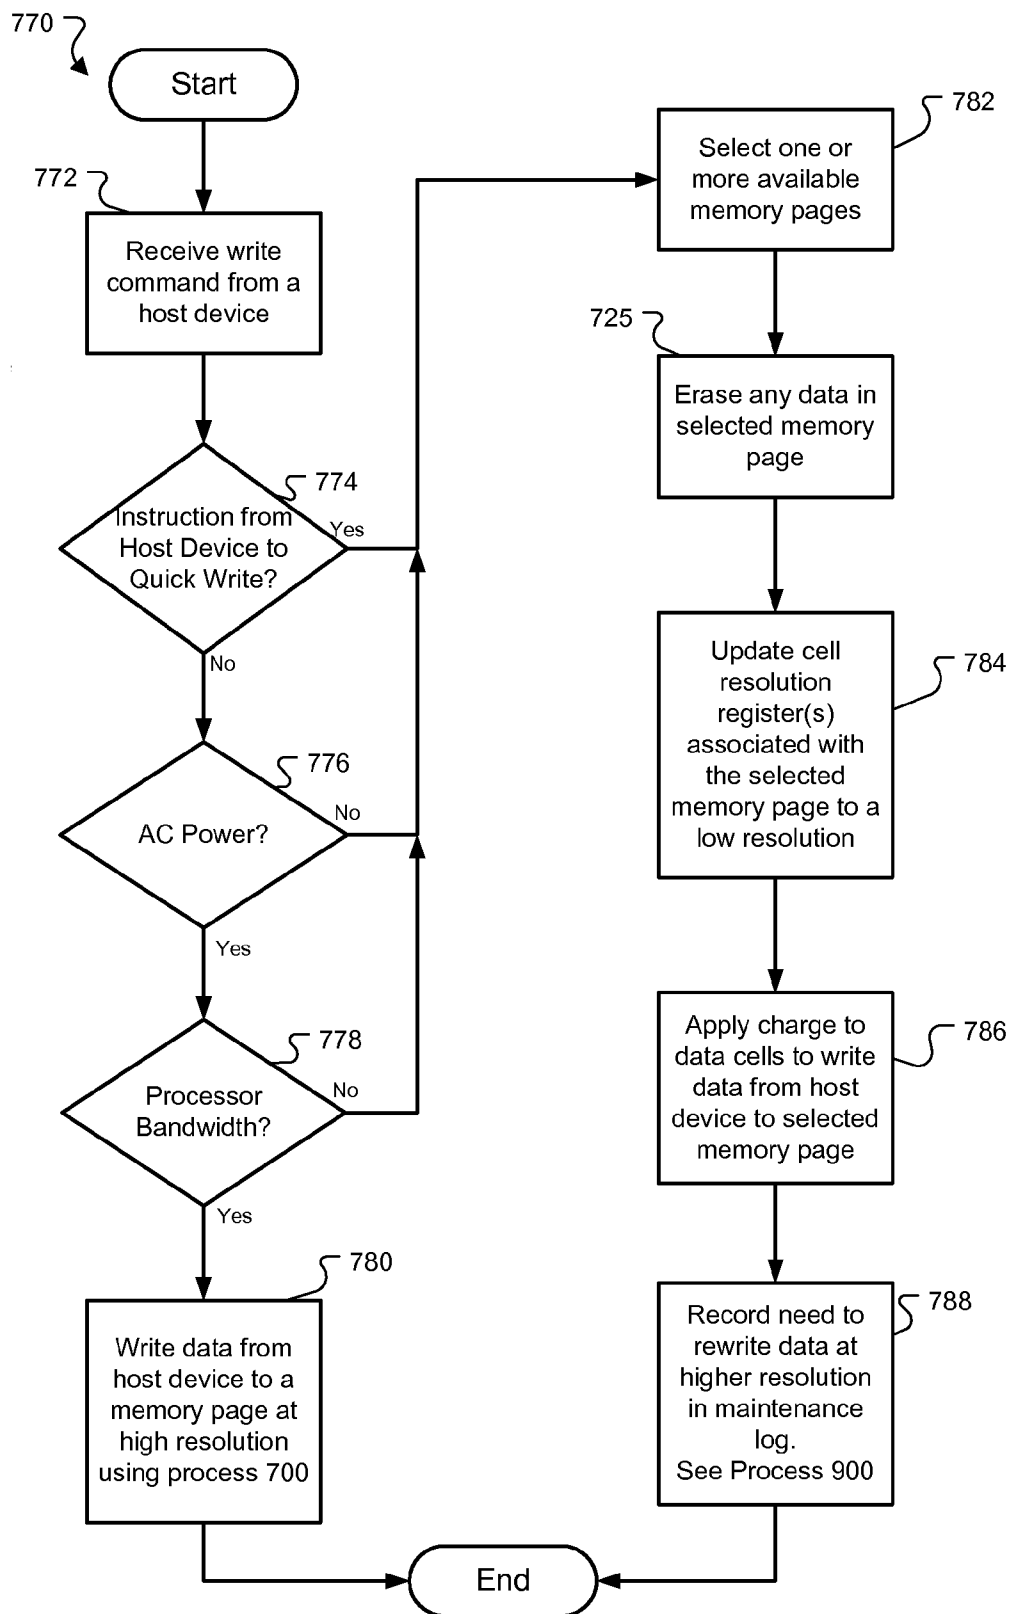 770
Start
772
Receive write
command from a
host device
774
Instruction from
Host Device to
Quick Write?
Yes
No
776
AC Power?
No
Yes
778
Processor
Bandwidth?
No
Yes
780
Write data from
host device to a
memory page at
high resolution
using process 700
782
Select one or
more available
memory pages
725
Erase any data in
selected memory
page
784
Update cell
resolution
register(s)
associated with
the selected
memory page to a
low resolution
786
Apply charge to
data cells to write
data from host
device to selected
memory page
788
Record need to
rewrite data at
higher resolution
in maintenance
log.
See Process 900
End